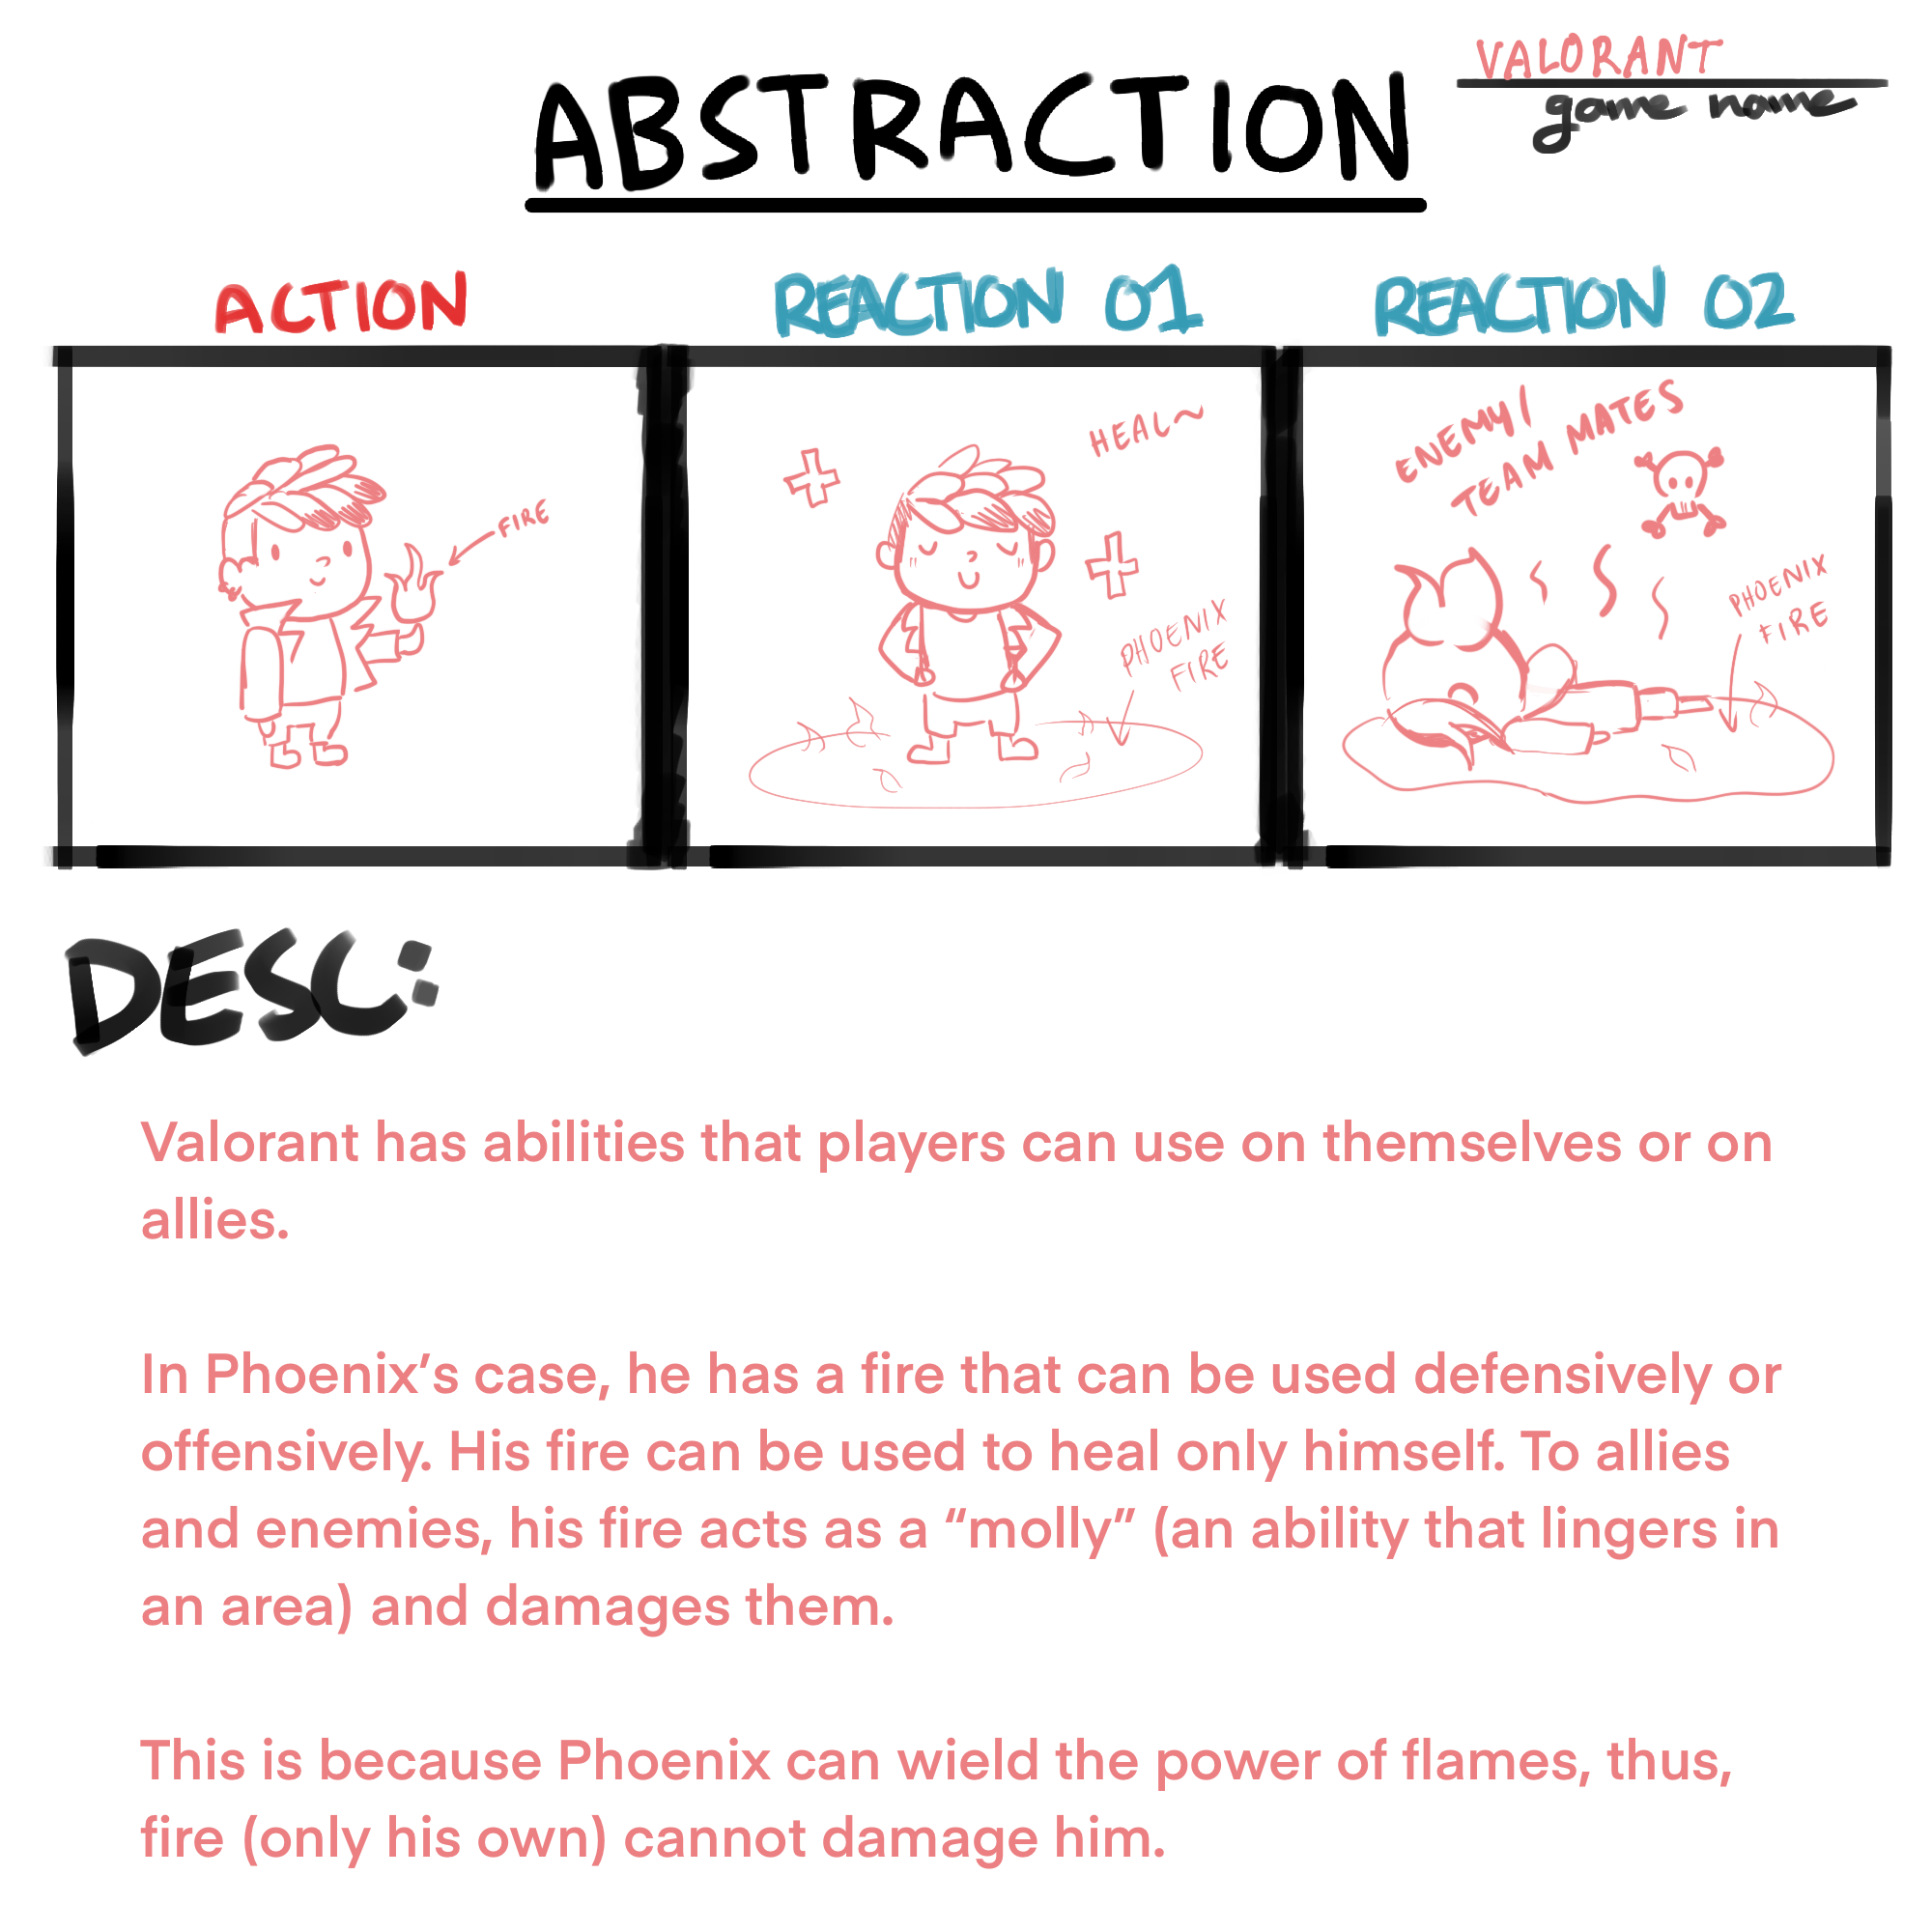 VALORANT
game name
ABSTRACTION
ACTION
REACTION 01
REACTION 02
FIRE
HEAL~
PHOENIX
FIRE
ENEMY/
TEAM MATES
PHOENIX
FIRE
DESC:
Valorant has abilities that players can use on themselves or on
allies.
In Phoenix‘s case, he has a fire that can be used defensively or
offensively. His fire can be used to heal only himself. To allies
and enemies, his fire acts as a “molly” (an ability that lingers in
an area) and damages them.
This is because Phoenix can wield the power of flames, thus,
fire (only his own) cannot damage him.